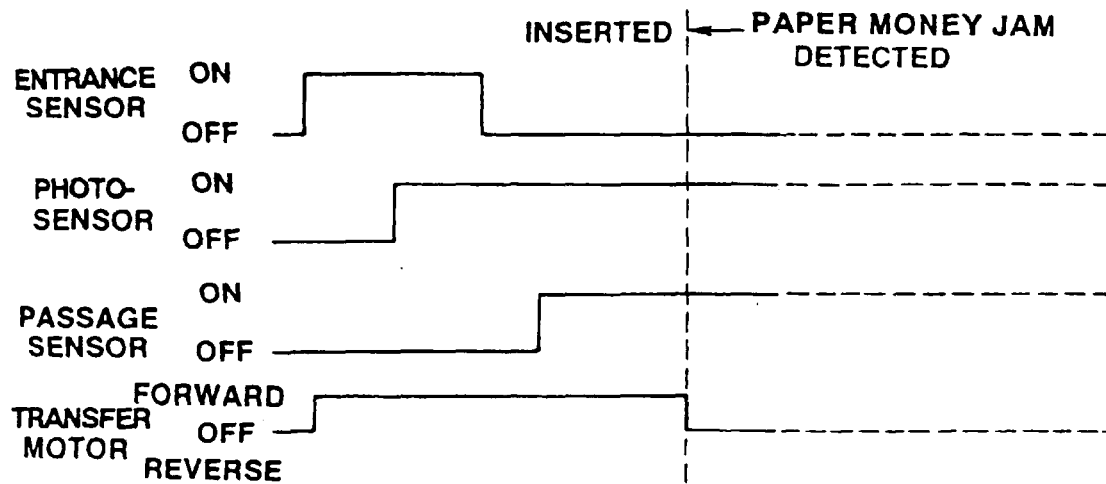 INSERTED
PAPER MONEY JAM
DETECTED
ENTRANCE
SENSOR
ON
OFF
PHOTO-
SENSOR
ON
OFF
PASSAGE
SENSOR
ON
OFF
TRANSFER
MOTOR
FORWARD
OFF
REVERSE